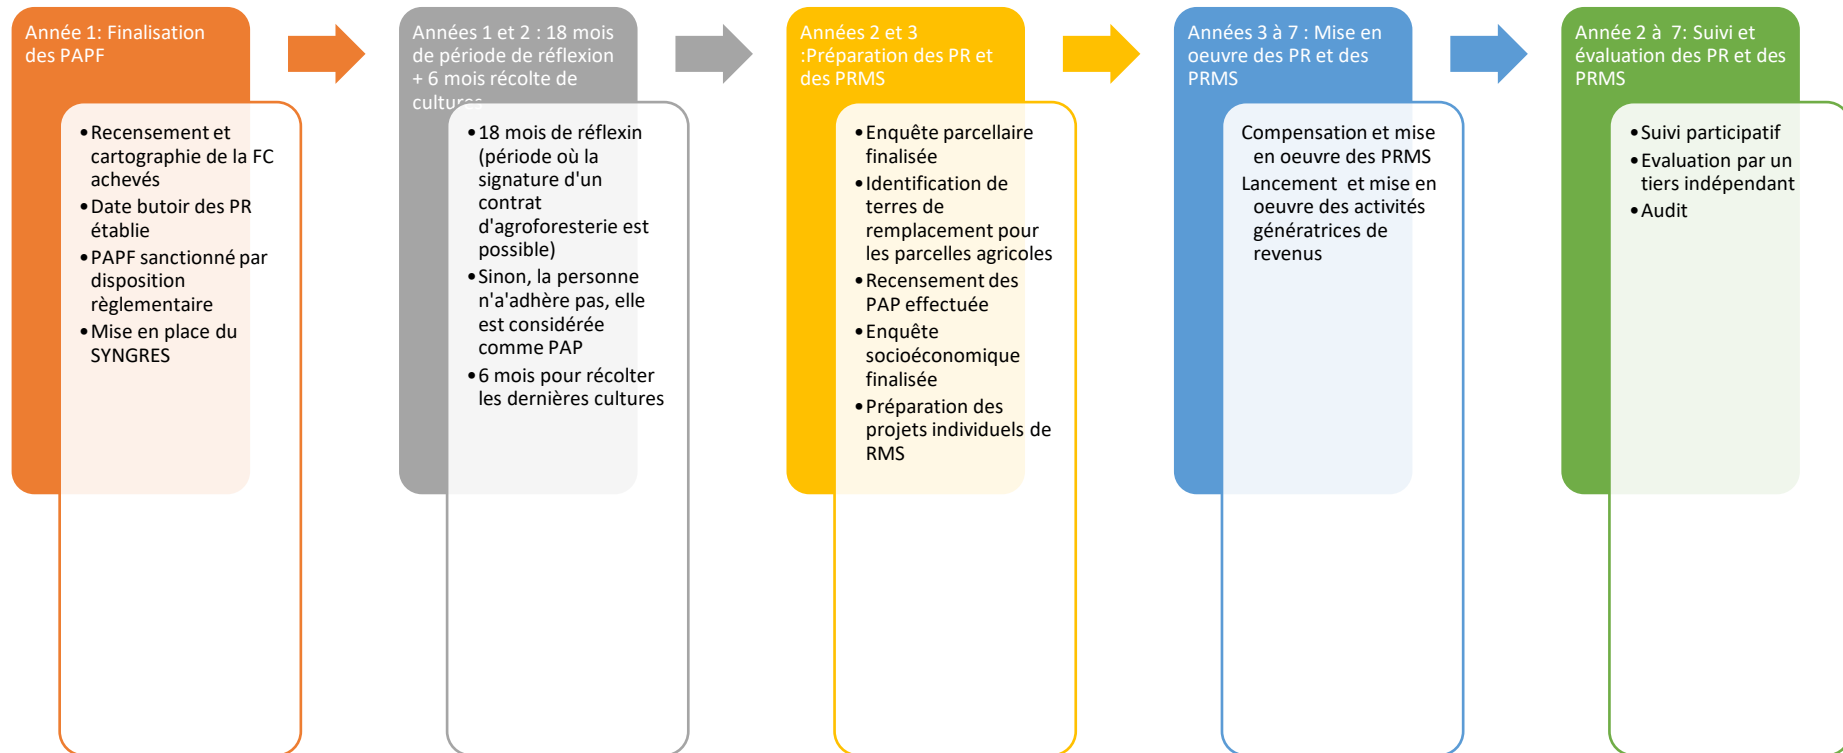 Année 1: Finalisation
des PAPF
Recensement et
cartographie de la FC
achevés
Date butoir des PR
établie
PAPF sanctionné par
disposition
règlementaire
Mise en place du
SYNGRES
Années 1 et 2 : 18 mois
de période de réflexion
+ 6 mois récolte de
cultures
18 mois de réflexin
(période où la
signature d'un
contrat
d'agroforesterie est
possible)
Sinon, la personne
n'a'adhère pas, elle
est considérée
comme PAP
6 mois pour récolter
les dernières cultures
Années 2 et 3
:Préparation des PR et
des PRMS
Enquête parcellaire
finalisée
Identification de
terres de
remplacement pour
les parcelles agricoles
Recensement des
PAP effectuée
Enquête
socioéconomique
finalisée
Préparation des
projets individuels de
RMS
Années 3 à 7 : Mise en
oeuvre des PR et des
PRMS
Compensation et mise
en oeuvre des PRMS
Lancement et mise en
oeuvre des activités
génératrices de
revenus
Année 2 à 7: Suivi et
évaluation des PR et des
PRMS
Suivi participatif
Evaluation par un
tiers indépendant
Audit